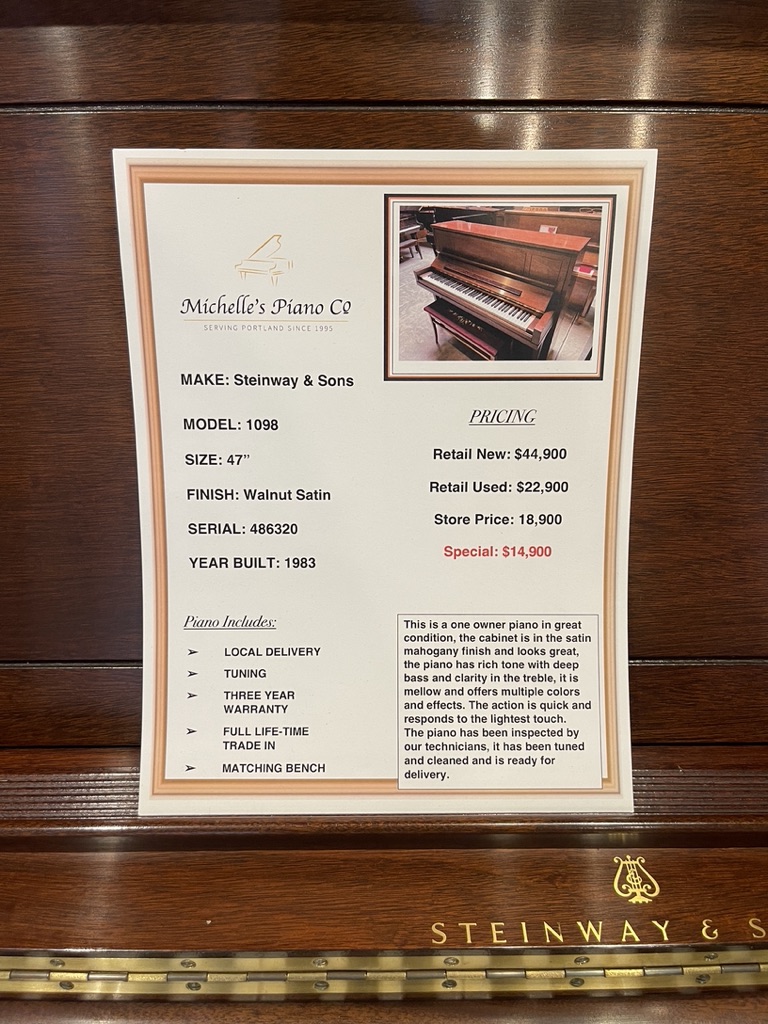 Michelle's Piano Co
SERVING PORTLAND SINCE 1995
MAKE: Steinway & Sons
MODEL: 1098
SIZE: 47”
FINISH: Walnut Satin
SERIAL: 486320
YEAR BUILT: 1983
PRICING
Retail New: $44,900
Retail Used: $22,900
Store Price: 18,900
Special: $14,900
Piano Includes:
➢ LOCAL DELIVERY
➢ TUNING
➢ THREE YEAR
WARRANTY
➢ FULL LIFE-TIME
TRADE IN
➢ MATCHING BENCH
This is a one owner piano in great
condition, the cabinet is in the satin
mahogany finish and looks great,
the piano has rich tone with deep
bass and clarity in the treble, it is
mellow and offers multiple colors
and effects. The action is quick and
responds to the lightest touch.
The piano has been inspected by
our technicians, it has been tuned
and cleaned and is ready for
delivery.
STEINWAY & S